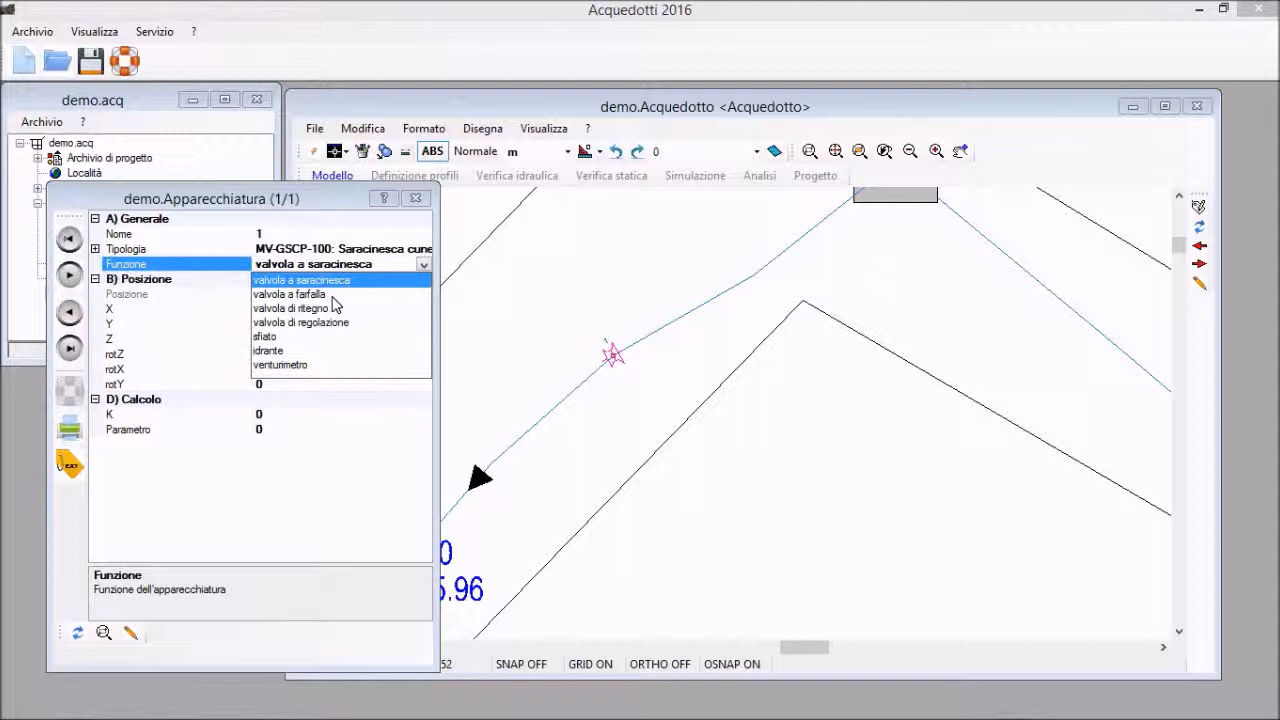 Acquedotti 2016
Archivio Visualizza Servizio ?
demo.acq
Archivio ?
demo.acq
Archivio di progetto
Località
demo.Acquedotto <Acquedotto>
File Modifica Formato Disegna Visualizza ?
ABS Normale m 0
Modello Definizione profili Verifica idraulica Verifica statica Simulazione Analisi Progetto
demo.Apparecchiatura (1/1)
A) Generale
Nome 1
Tipologia MV-GSCP-100: Saracinesca cune
Funzione valvola a saracinesca
valvola a saracinesca
valvola a farfalla
valvola di ritegno
valvola di regolazione
sfiato
idrante
venturimetro
B) Posizione
Posizione
X
Y
Z
rotZ
rotX
rotY 0
D) Calcolo
K 0
Parametro 0
EXT
Funzione
Funzione dell'apparecchiatura
0
5.96
52 SNAP OFF GRID ON ORTHO OFF OSNAP ON